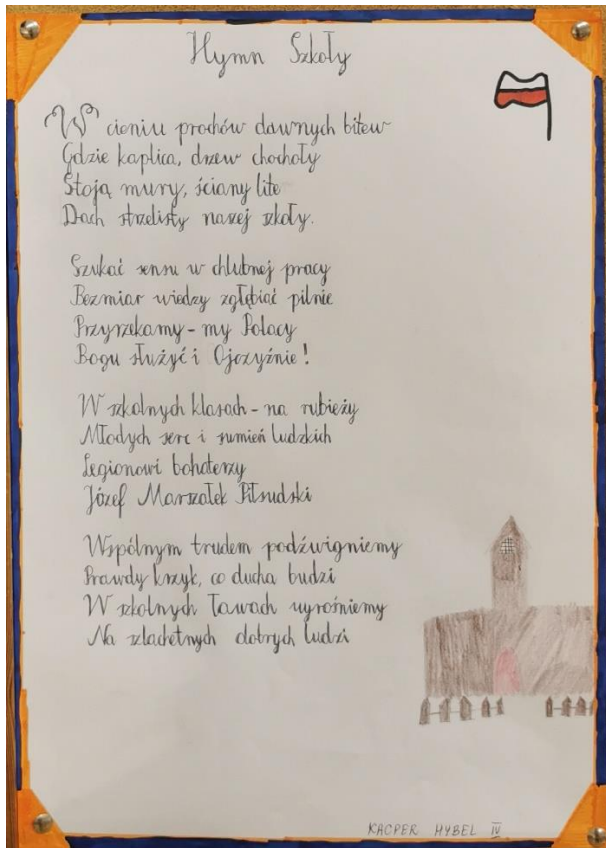 Hymn Szkoły
W cieniu prochów dawnych bitew
Gdzie kaplica, drzew chochoły
Stoją mury, ściany lite
Dach strzelisty naszej szkoły.
Szukać sensu w chlubnej pracy
Bezmiar wiedzy zgłębiać pilnie
Przyrzekamy - my Polacy
Bogu służyć i Ojczyźnie!
W szkolnych klasach - na rubieży
Młodych serc i sumień ludzkich
Legionowi bohaterzy
Józef Marszałek Piłsudski
Wspólnym trudem podźwigniemy
Prawdy krzyk, co ducha budzi
W szkolnych ławach wyrośniemy
Na szlachetnych dobrych ludzi
KACPER HYBEL IV